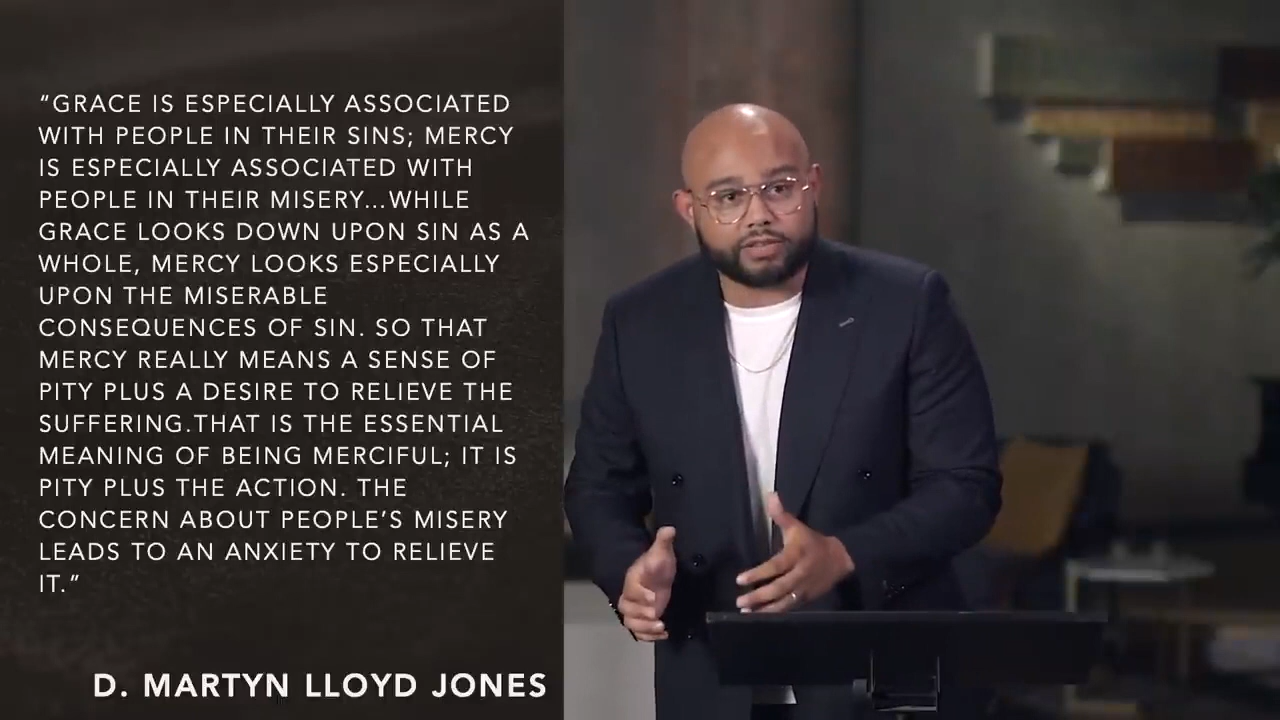 “GRACE IS ESPECIALLY ASSOCIATED
WITH PEOPLE IN THEIR SINS; MERCY
IS ESPECIALLY ASSOCIATED WITH
PEOPLE IN THEIR MISERY...WHILE
GRACE LOOKS DOWN UPON SIN AS A
WHOLE, MERCY LOOKS ESPECIALLY
UPON THE MISERABLE
CONSEQUENCES OF SIN. SO THAT
MERCY REALLY MEANS A SENSE OF
PITY PLUS A DESIRE TO RELIEVE THE
SUFFERING.THAT IS THE ESSENTIAL
MEANING OF BEING MERCIFUL; IT IS
PITY PLUS THE ACTION. THE
CONCERN ABOUT PEOPLE’S MISERY
LEADS TO AN ANXIETY TO RELIEVE
IT.”
D. MARTYN LLOYD JONES